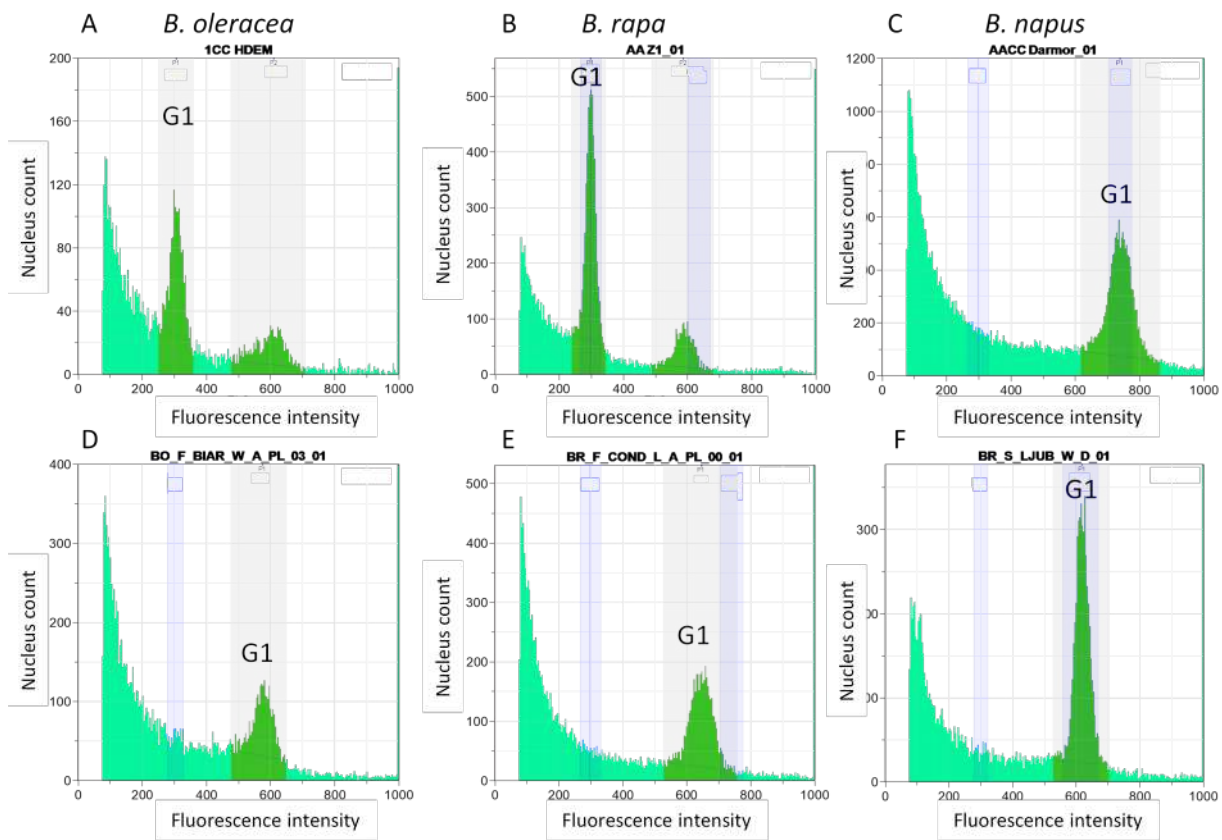 A B. oleracea
1CC HDEM
200
160
120
80
40
0
G1
Nucleus count
0 200 400 600 800 1000
Fluorescence intensity
B B. rapa
AA Z1_01
500
400
300
200
100
0
G1
Nucleus count
0 200 400 600 800 1000
Fluorescence intensity
C B. napus
AACC Darmor_01
1200
1000
200
0
G1
Nucleus count
0 200 400 600 800 1000
Fluorescence intensity
D
BO_F_BIAR_W_A_PL_03_01
400
300
200
100
0
G1
Nucleus count
0 200 400 600 800 1000
Fluorescence intensity
E
BR_F_COND_L_A_PL_00_01
500
400
300
200
100
0
G1
Nucleus count
0 200 400 600 800 1000
Fluorescence intensity
F
BR_S_LJUB_W_D_01
300
0
G1
Nucleus count
0 200 400 600 800 1000
Fluorescence intensity